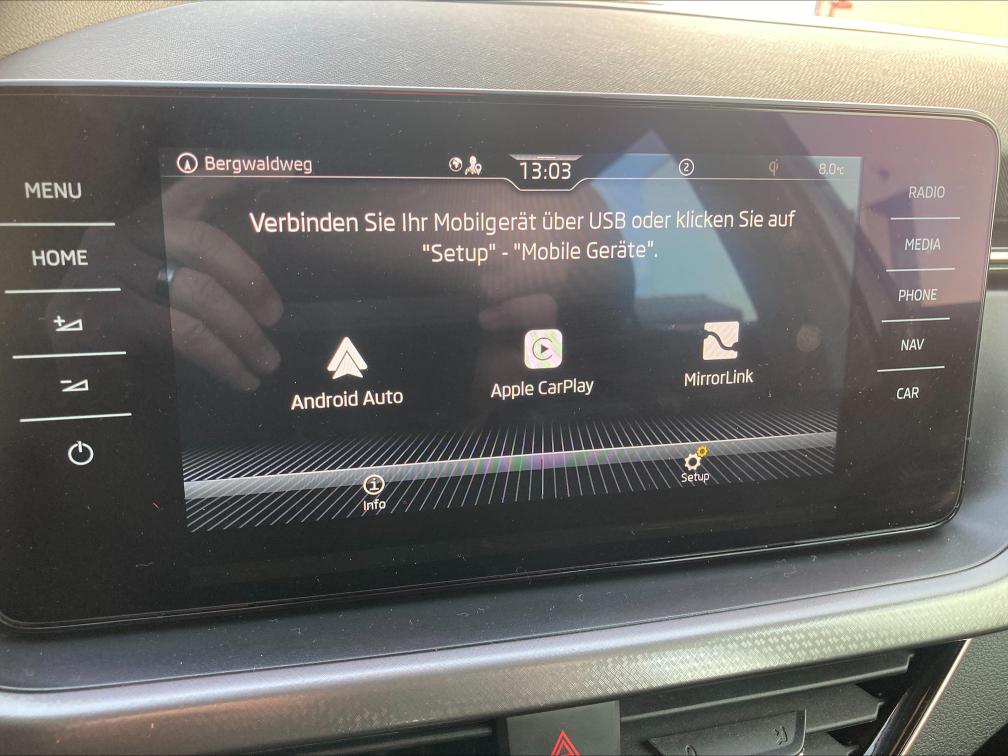 Bergwaldweg
13:03
2
qi
8.0°C
MENU
HOME
RADIO
MEDIA
PHONE
NAV
CAR
Verbinden Sie Ihr Mobilgerät über USB oder klicken Sie auf
"Setup" - "Mobile Geräte".
Android Auto
Apple CarPlay
MirrorLink
Info
Setup